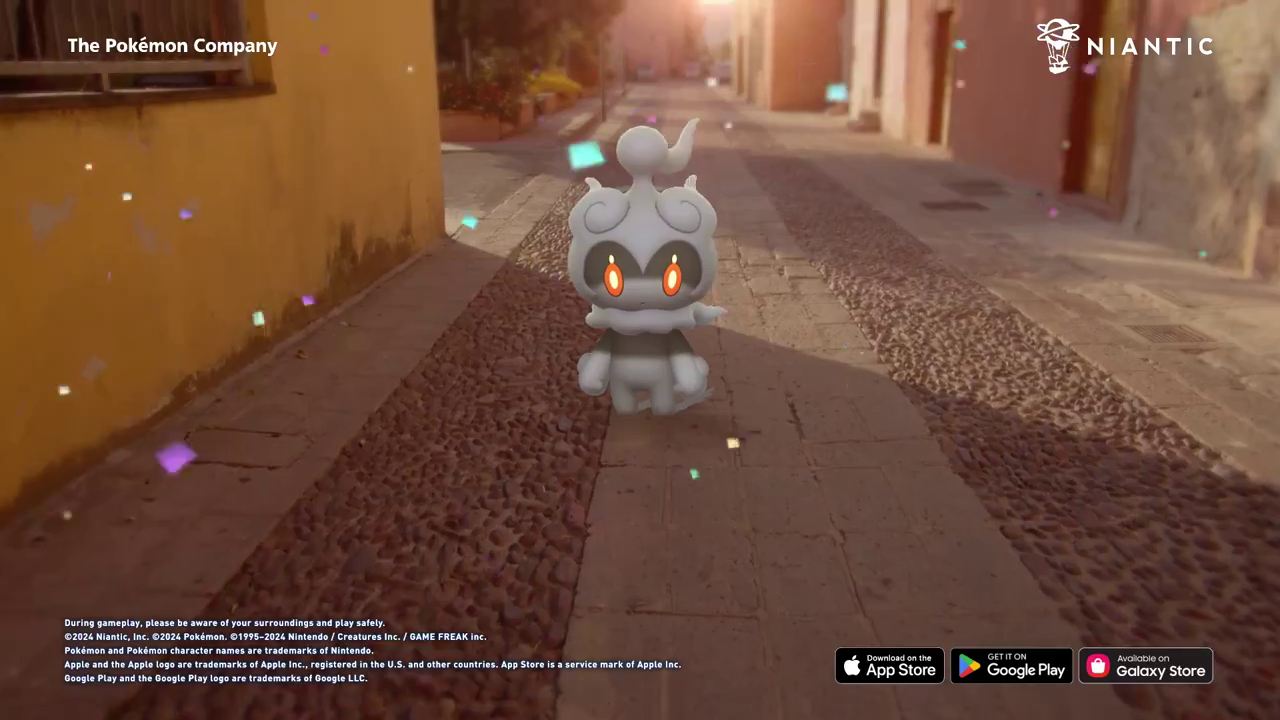 The Pokémon Company
NIANTIC
During gameplay, please be aware of your surroundings and play safely.
©2024 Niantic, Inc. ©2024 Pokémon. ©1995–2024 Nintendo / Creatures Inc. / GAME FREAK inc.
Pokémon and Pokémon character names are trademarks of Nintendo.
Apple and the Apple logo are trademarks of Apple Inc., registered in the U.S. and other countries. App Store is a service mark of Apple Inc.
Google Play and the Google Play logo are trademarks of Google LLC.
Download on the
App Store
GET IT ON
Google Play
Available on
Galaxy Store